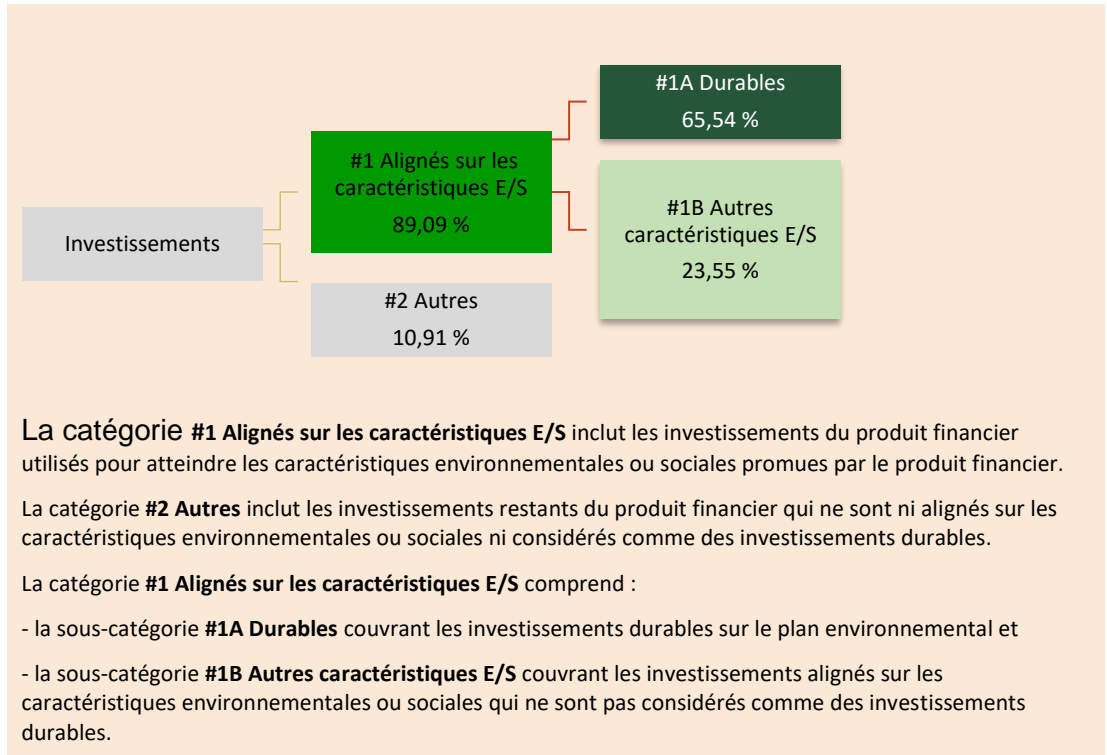 #1A Durables
65,54 %
#1 Alignés sur les
caractéristiques E/S
89,09 %
#1B Autres
caractéristiques E/S
23,55 %
Investissements
#2 Autres
10,91 %
La catégorie #1 Alignés sur les caractéristiques E/S inclut les investissements du produit financier
utilisés pour atteindre les caractéristiques environnementales ou sociales promues par le produit financier.
La catégorie #2 Autres inclut les investissements restants du produit financier qui ne sont ni alignés sur les
caractéristiques environnementales ou sociales ni considérés comme des investissements durables.
La catégorie #1 Alignés sur les caractéristiques E/S comprend :
- la sous-catégorie #1A Durables couvrant les investissements durables sur le plan environnemental et
- la sous-catégorie #1B Autres caractéristiques E/S couvrant les investissements alignés sur les
caractéristiques environnementales ou sociales qui ne sont pas considérés comme des investissements
durables.